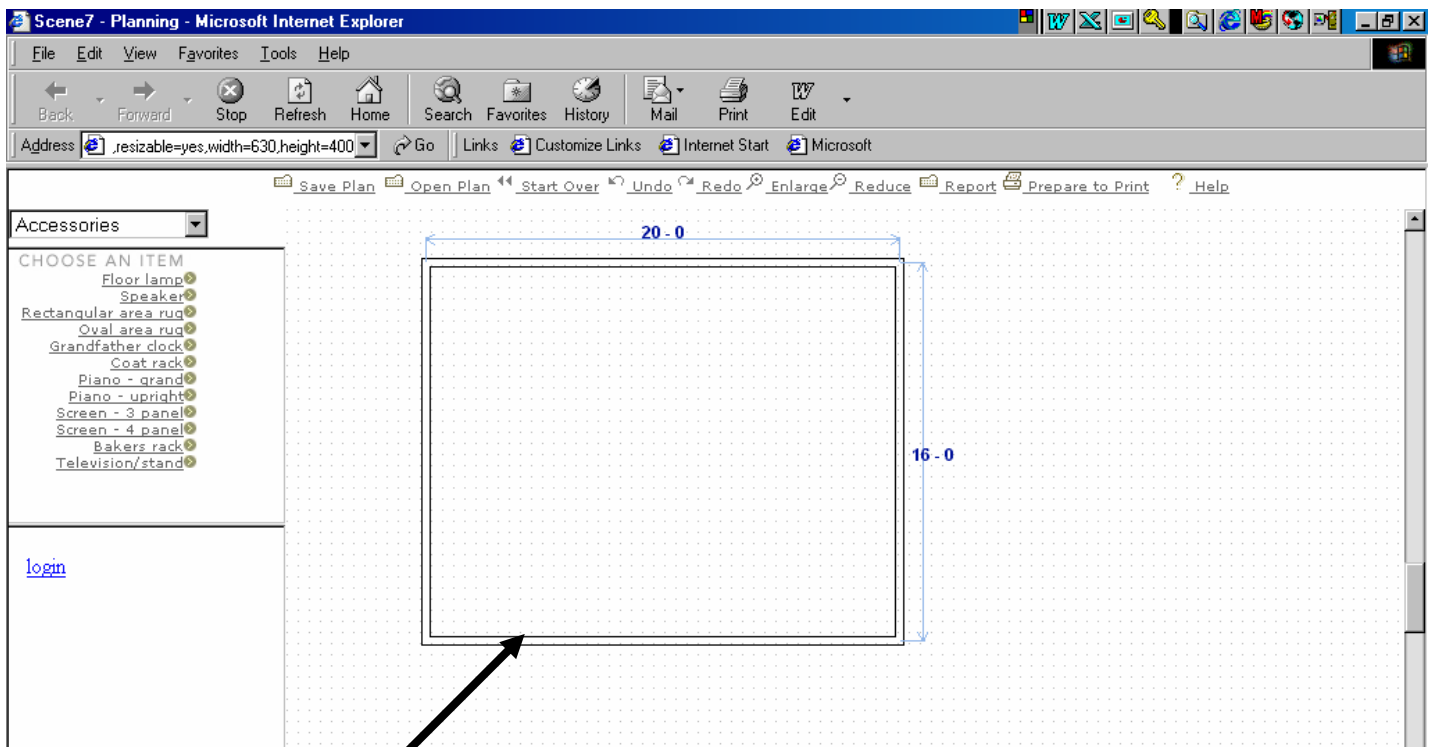 Scene7 - Planning - Microsoft Internet Explorer
File Edit View Favorites Tools Help
Back Forward Stop Refresh Home Search Favorites History Mail Print Edit
Address ,resizable=yes,width=630,height=400 Go Links Customize Links Internet Start Microsoft
Save Plan Open Plan Start Over Undo Redo Enlarge Reduce Report Prepare to Print ? Help
Accessories
20 - 0
CHOOSE AN ITEM
Floor lamp
Speaker
Rectangular area rug
Oval area rug
Grandfather clock
Coat rack
Piano - grand
Piano - upright
Screen - 3 panel
Screen - 4 panel
Bakers rack
Television/stand
16 - 0
login